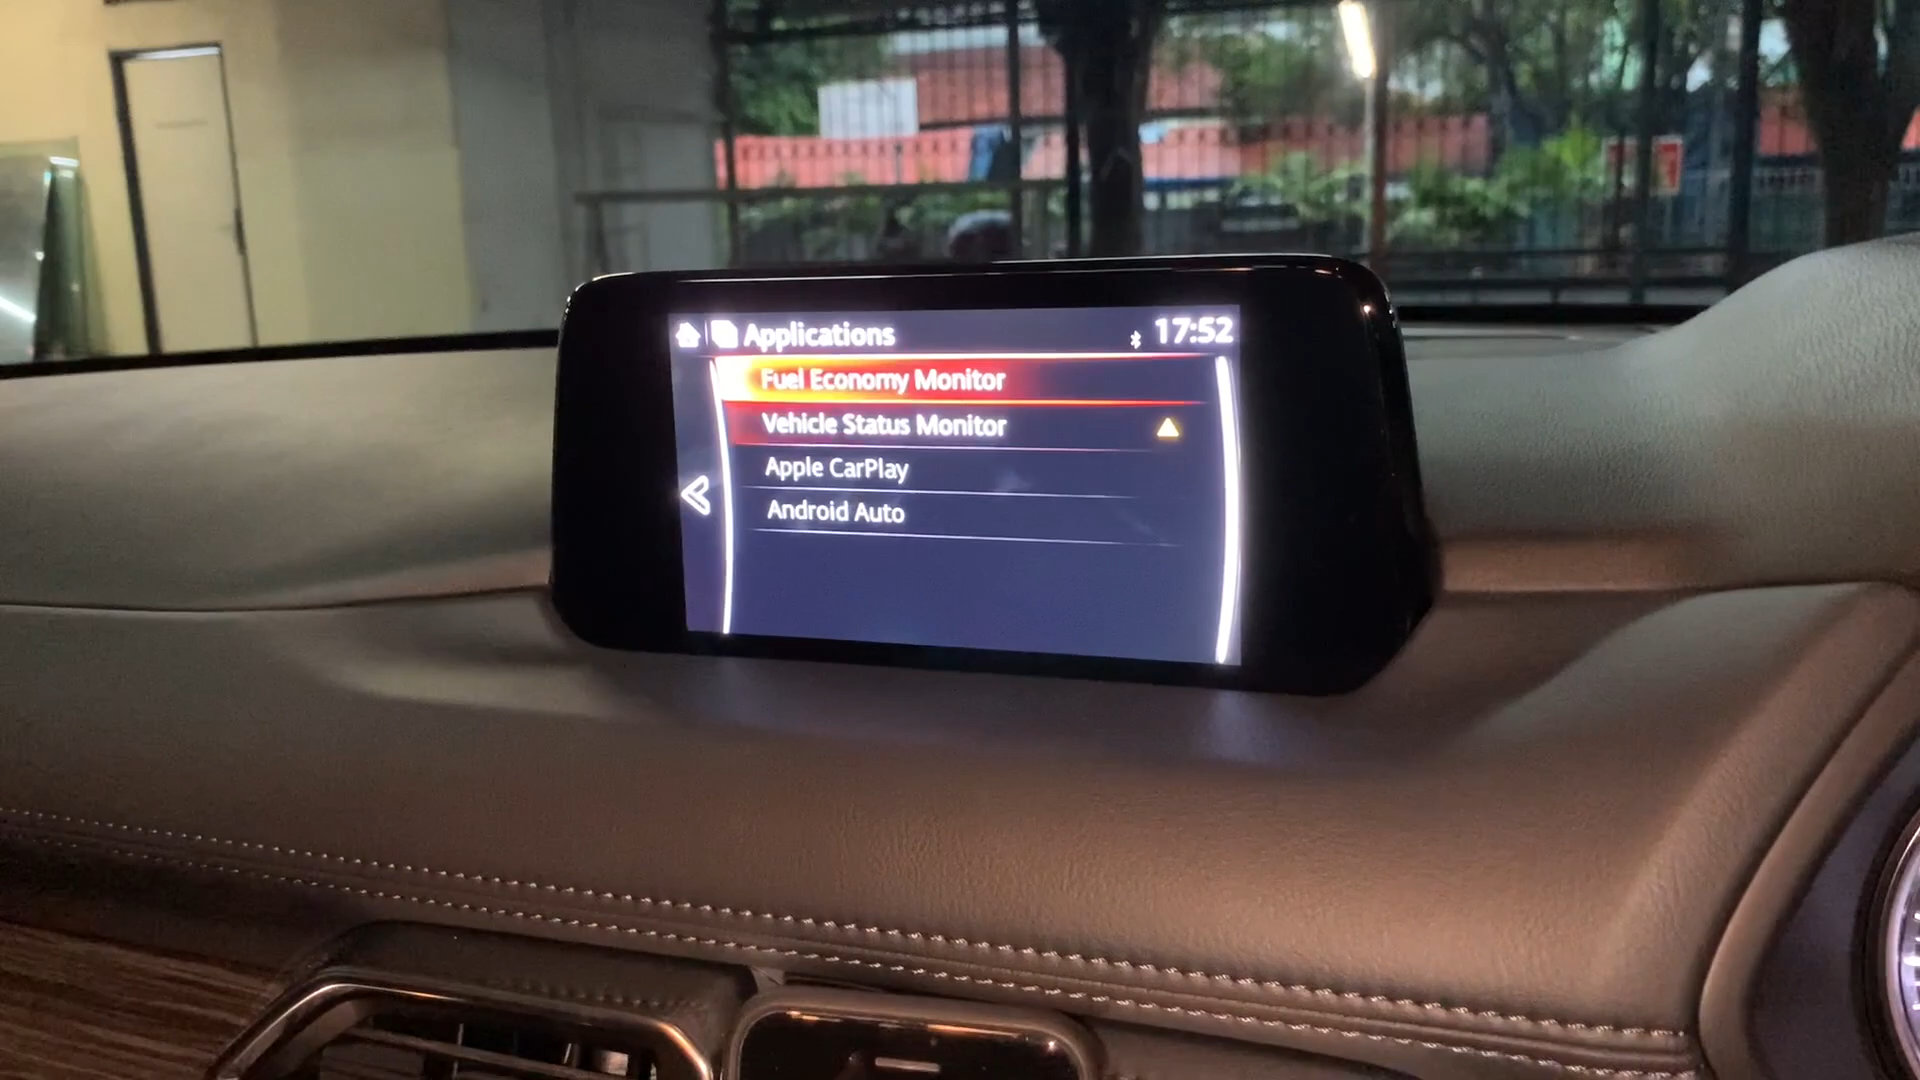 Applications
17:52
Fuel Economy Monitor
Vehicle Status Monitor
Apple CarPlay
Android Auto